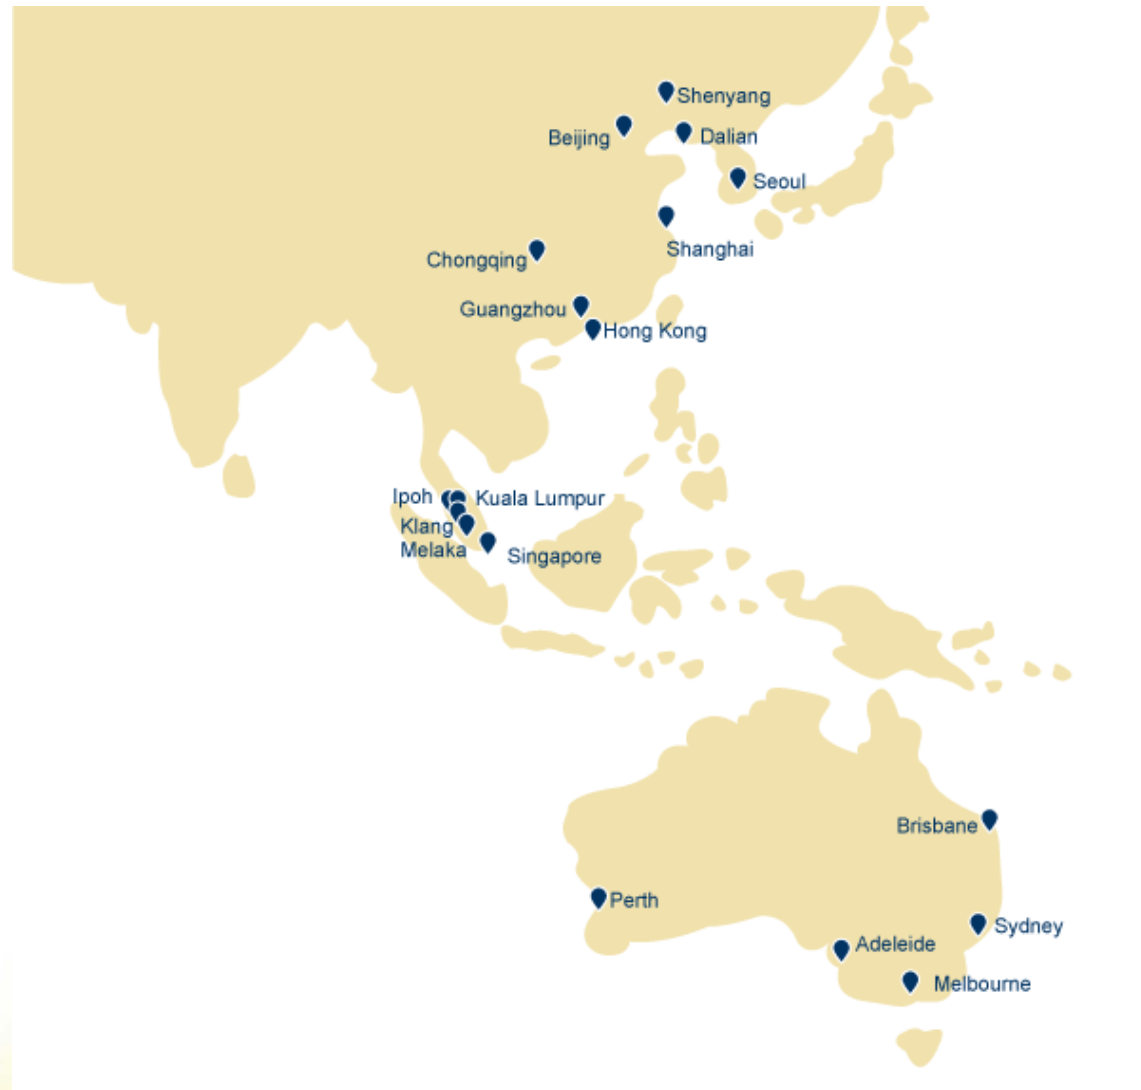 Shenyang
Beijing
Dalian
Seoul
Shanghai
Chongqing
Guangzhou
Hong Kong
Ipoh
Kuala Lumpur
Klang
Melaka
Singapore
Brisbane
Perth
Sydney
Adeleide
Melbourne